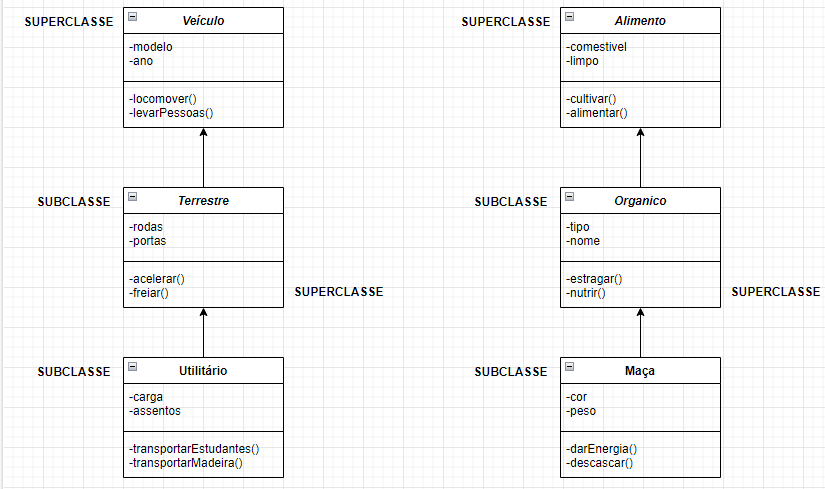 SUPERCLASSE
Veículo
-modelo
-ano
-locomover()
-levarPessoas()
SUBCLASSE
Terrestre
-rodas
-portas
-acelerar()
-freiar()
SUPERCLASSE
SUBCLASSE
Utilitário
-carga
-assentos
-transportarEstudantes()
-transportarMadeira()
SUPERCLASSE
Alimento
-comestivel
-limpo
-cultivar()
-alimentar()
SUBCLASSE
Organico
-tipo
-nome
-estragar()
-nutrir()
SUPERCLASSE
SUBCLASSE
Maça
-cor
-peso
-darEnergia()
-descascar()